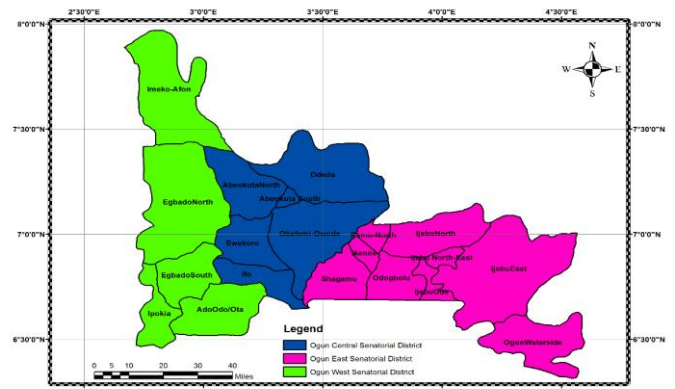 2°30'0"E 3°0'0"E 3°30'0"E 4°0'0"E 4°30'0"E
8°0'0"N 8°0'0"N
N
W E
S
Imeko-Afon
7°30'0"N 7°30'0"N
Odeda
AbeokutaNorth
Abeokuta South
EgbadoNorth
7°0'0"N 7°0'0"N
Obafemi-Owode
Remo-North
IjebuNorth
Ewekoro
Ikenne
Ijebu North-East
IjebuEast
EgbadoSouth
Ifo
Shagamu
Odogbolu
IjebuOde
Ipokia
AdoOdo/Ota
6°30'0"N 6°30'0"N
OgunWaterside
Legend
Ogun Central Senatorial District
Ogun East Senatorial District
Ogun West Senatorial District
0 5 10 20 30 40
Miles